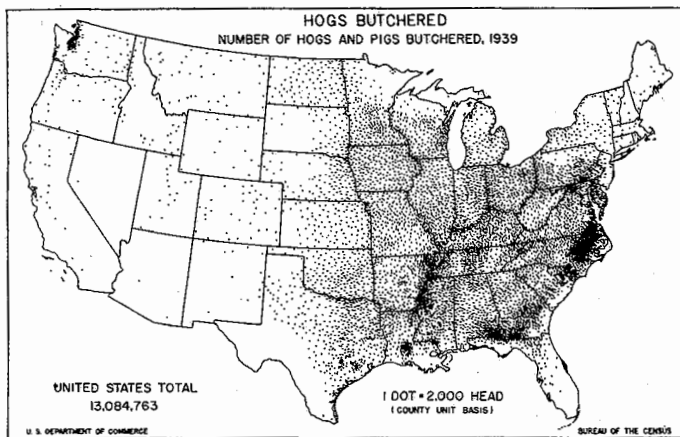 HOGS BUTCHERED
NUMBER OF HOGS AND PIGS BUTCHERED, 1939
UNITED STATES TOTAL
13,084,763
1 DOT = 2,000 HEAD
(COUNTY UNIT BASIS)
U. S. DEPARTMENT OF COMMERCE
BUREAU OF THE CENSUS